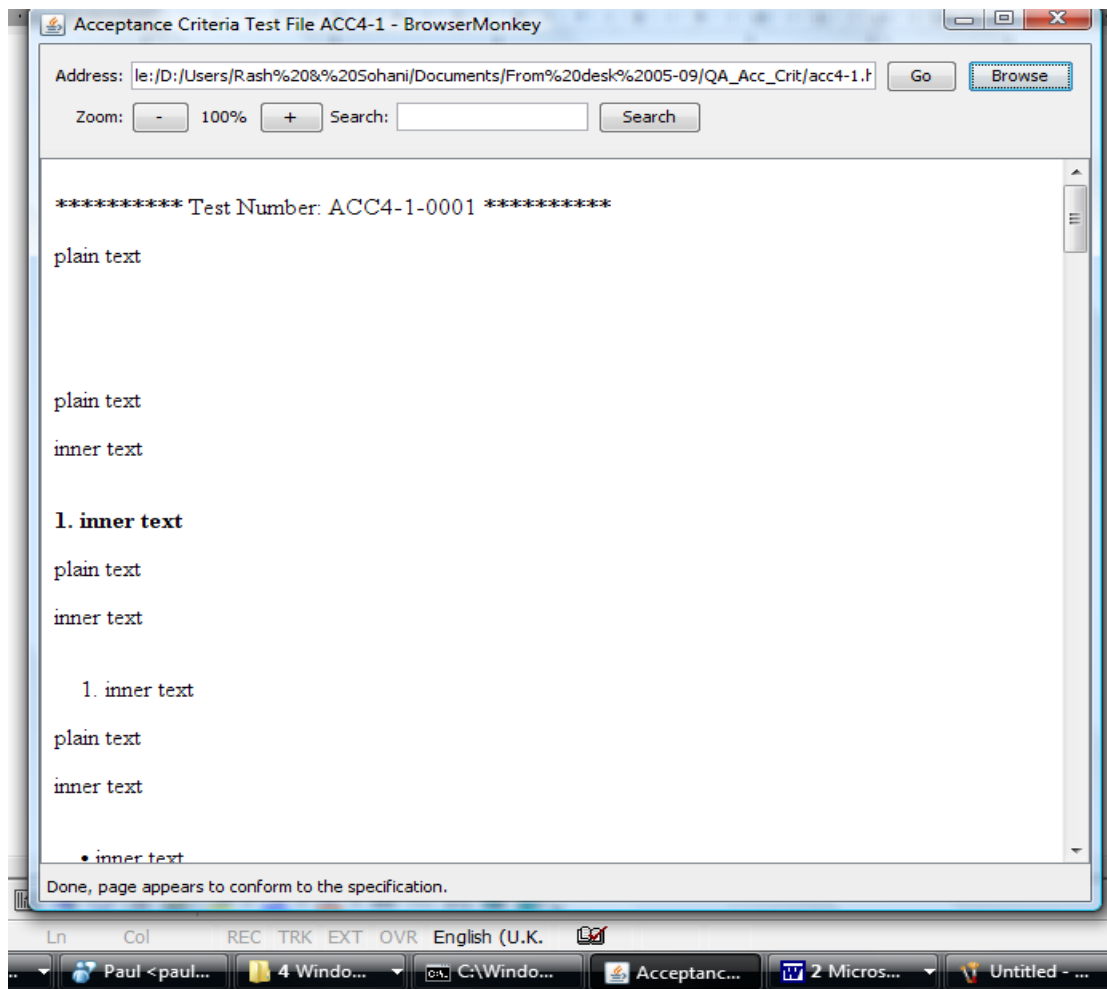 Acceptance Criteria Test File ACC4-1 - BrowserMonkey
Address: le:/D:/Users/Rash%20&%20Sohani/Documents/From%20desk%2005-09/QA_Acc_Crit/acc4-1.h Go Browse
Zoom: - 100% + Search: Search
********** Test Number: ACC4-1-0001 **********
plain text
plain text
inner text
1. inner text
plain text
inner text
1. inner text
plain text
inner text
• inner text
Done, page appears to conform to the specification.
Ln Col REC TRK EXT OVR English (U.K.
.. Paul <paul... 4 Windo... C:\Windo... Acceptanc... 2 Micros... Untitled - ...